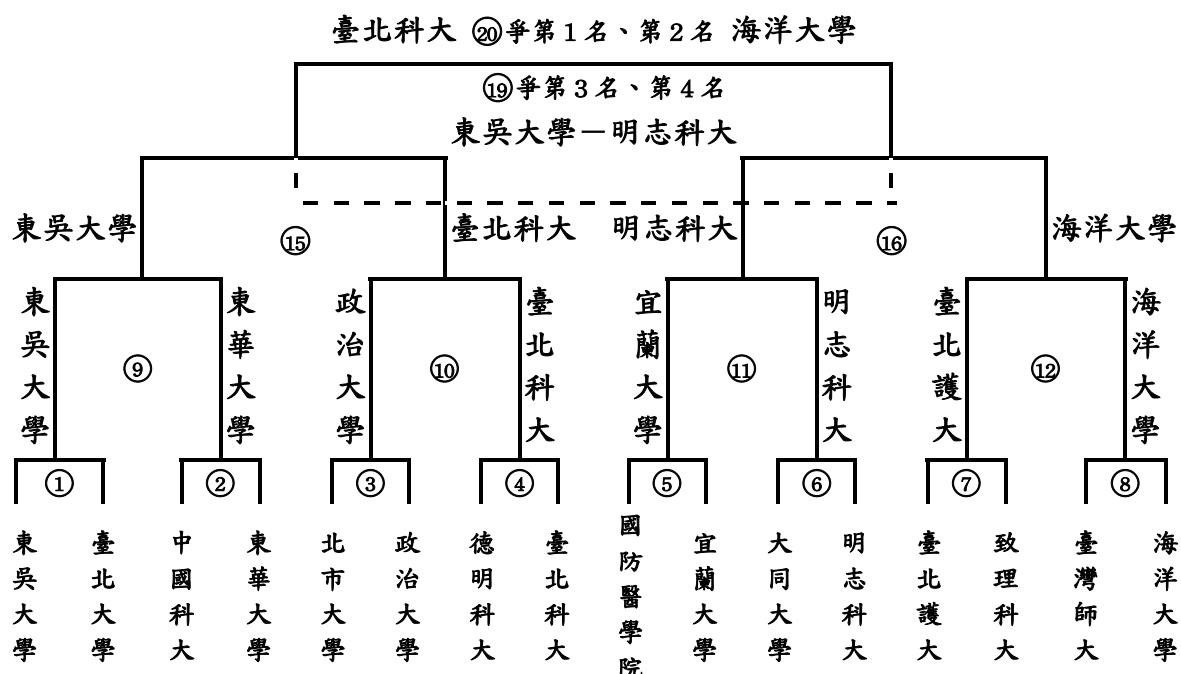 臺北科大 ⑳爭第1名、第2名 海洋大學
⑲爭第3名、第4名
東吳大學－明志科大
東吳大學
⑮
臺北科大
明志科大
⑯
海洋大學
東吳大學
⑨
東華大學
政治大學
⑩
臺北科大
宜蘭大學
⑪
明志科大
臺北護大
⑫
海洋大學
①
②
③
④
⑤
⑥
⑦
⑧
東吳大學
臺北大學
中國科大
東華大學
北市大學
政治大學
德明科大
臺北科大
國防醫學院
宜蘭大學
大同大學
明志科大
臺北護大
致理科大
臺灣師大
海洋大學